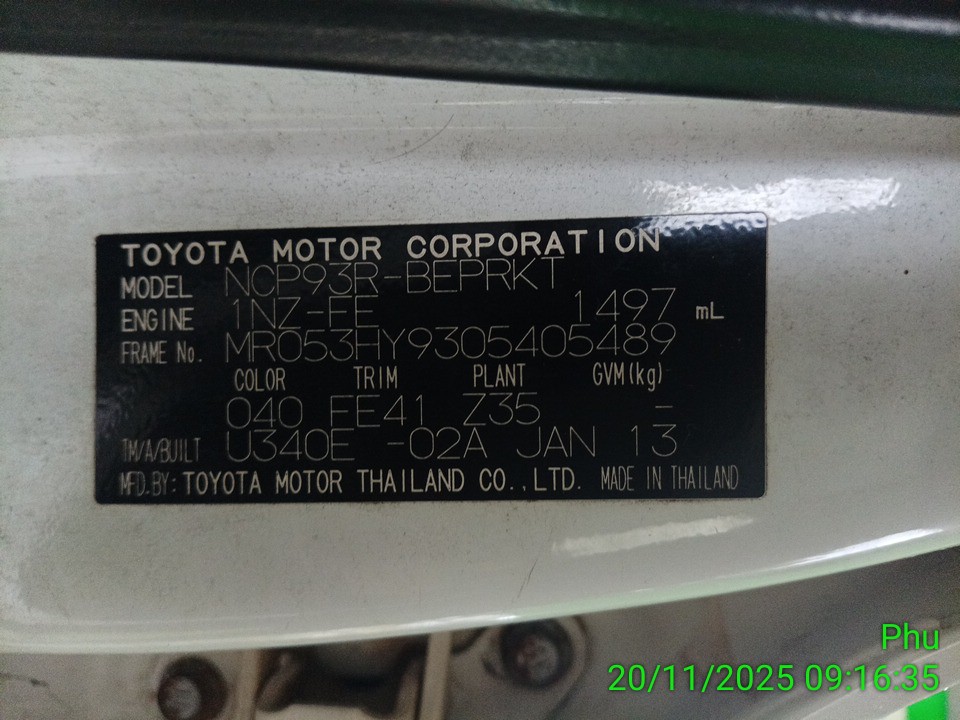 TOYOTA MOTOR CORPORATION
MODEL NCP93R-BEPRKT
ENGINE 1NZ-FE 1497 mL
FRAME No. MR053HY9305405489
COLOR TRIM PLANT GVM(kg)
040 FE41 Z35 -
TM/A/BUILT U340E -02A JAN 13
MFD.BY: TOYOTA MOTOR THAILAND CO.,LTD. MADE IN THAILAND
Phu
20/11/2025 09:16:35